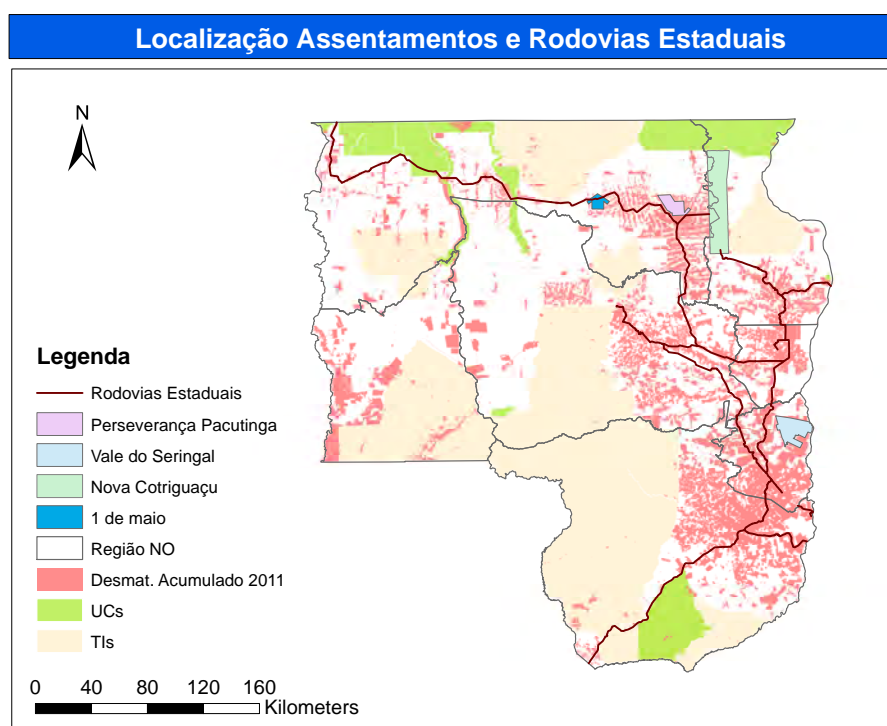 Localização Assentamentos e Rodovias Estaduais
N
Legenda
Rodovias Estaduais
Perseverança Pacutinga
Vale do Seringal
Nova Cotriguaçu
1 de maio
Região NO
Desmat. Acumulado 2011
UCs
TIs
0 40 80 120 160
Kilometers